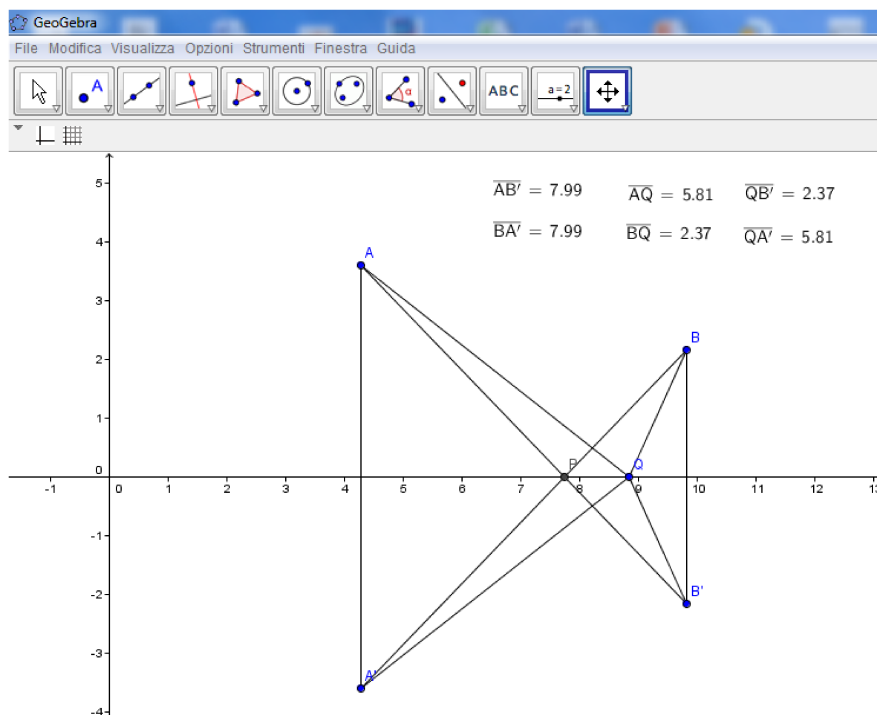 GeoGebra
File Modifica Visualizza Opzioni Strumenti Finestra Guida
A α ABC a=2
AB′ = 7.99 AQ = 5.81 QB′ = 2.37
BA′ = 7.99 BQ = 2.37 QA′ = 5.81
5
4
A
3
B
2
1
0 P Q
-1 0 1 2 3 4 5 6 7 8 9 10 11 12 13
-1
-2
B'
-3
A'
-4